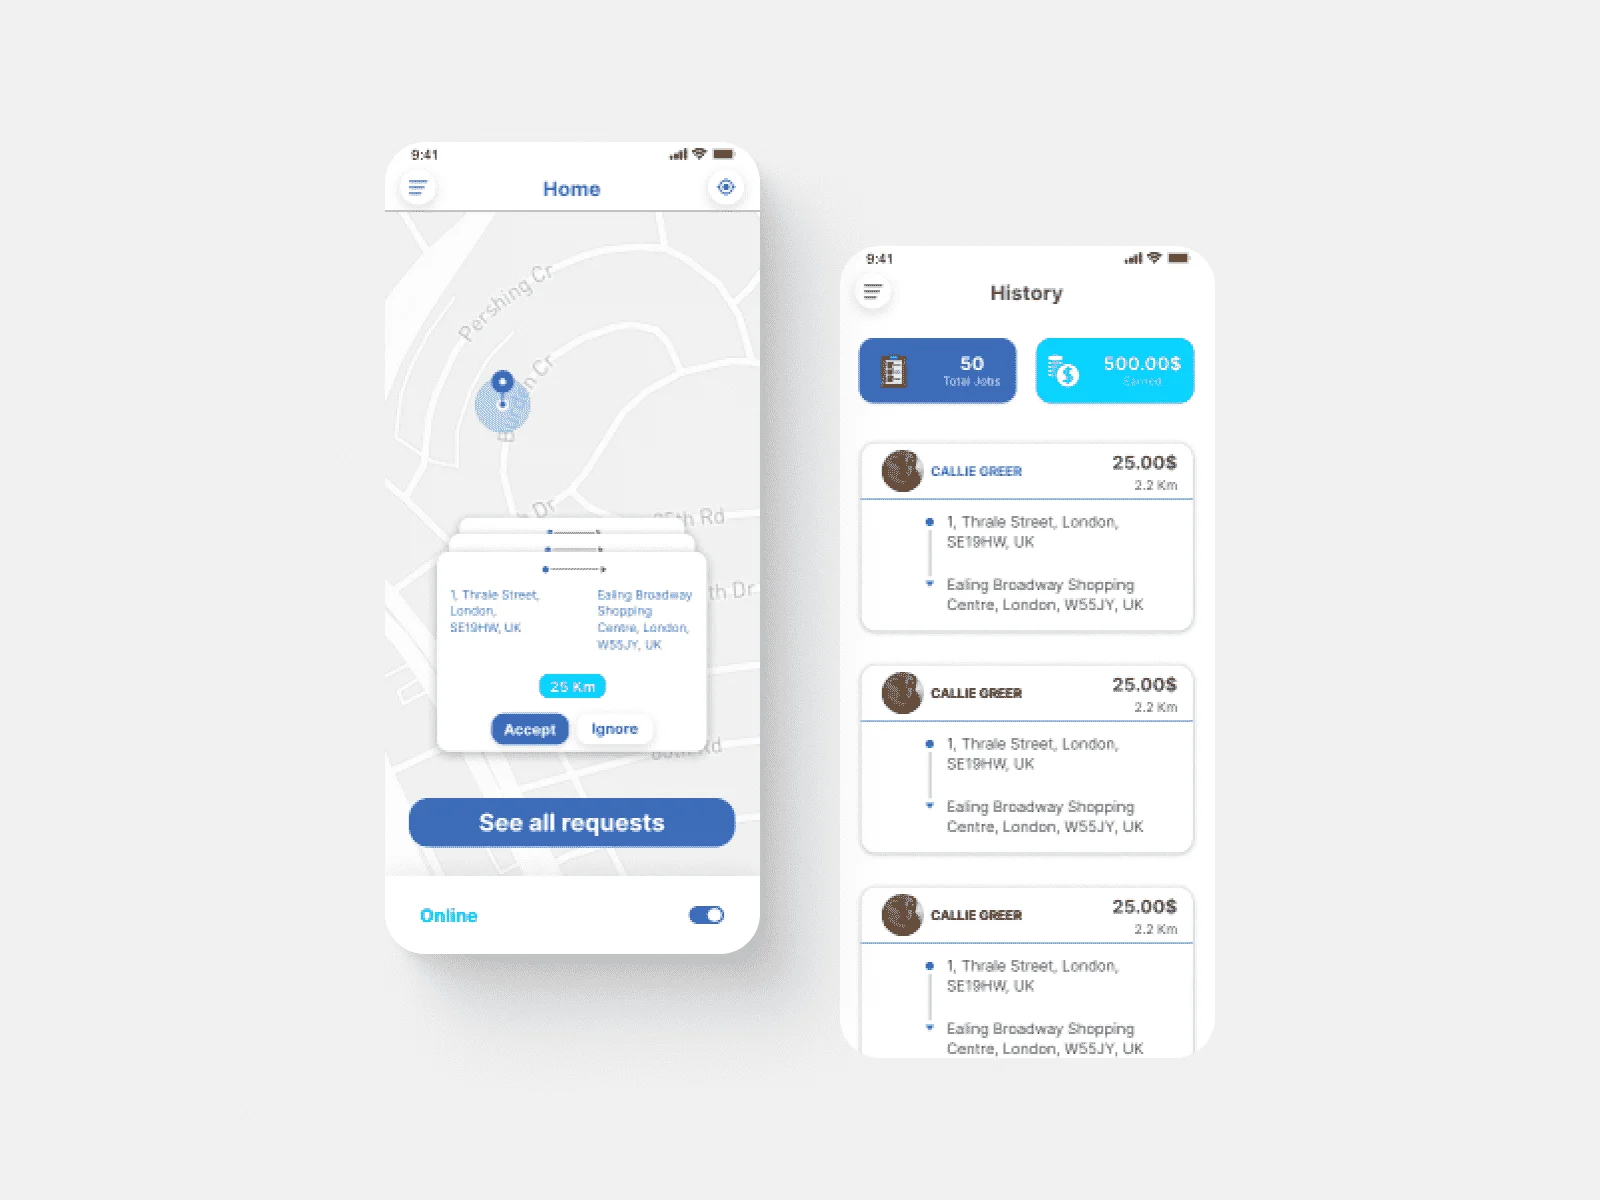 9:41
Home
Pershing Cr
n Cr
B
h Dr
th Rd
th Dr
1, Thrale Street,
London,
SE19HW, UK
Ealing Broadway
Shopping
Centre, London,
W55JY, UK
25 Km
Accept
Ignore
Rd
See all requests
Online
9:41
History
50
Total Jobs
500.00$
Earned
CALLIE GREER
25.00$
2.2 Km
1, Thrale Street, London,
SE19HW, UK
Ealing Broadway Shopping
Centre, London, W55JY, UK
CALLIE GREER
25.00$
2.2 Km
1, Thrale Street, London,
SE19HW, UK
Ealing Broadway Shopping
Centre, London, W55JY, UK
CALLIE GREER
25.00$
2.2 Km
1, Thrale Street, London,
SE19HW, UK
Ealing Broadway Shopping
Centre, London, W55JY, UK